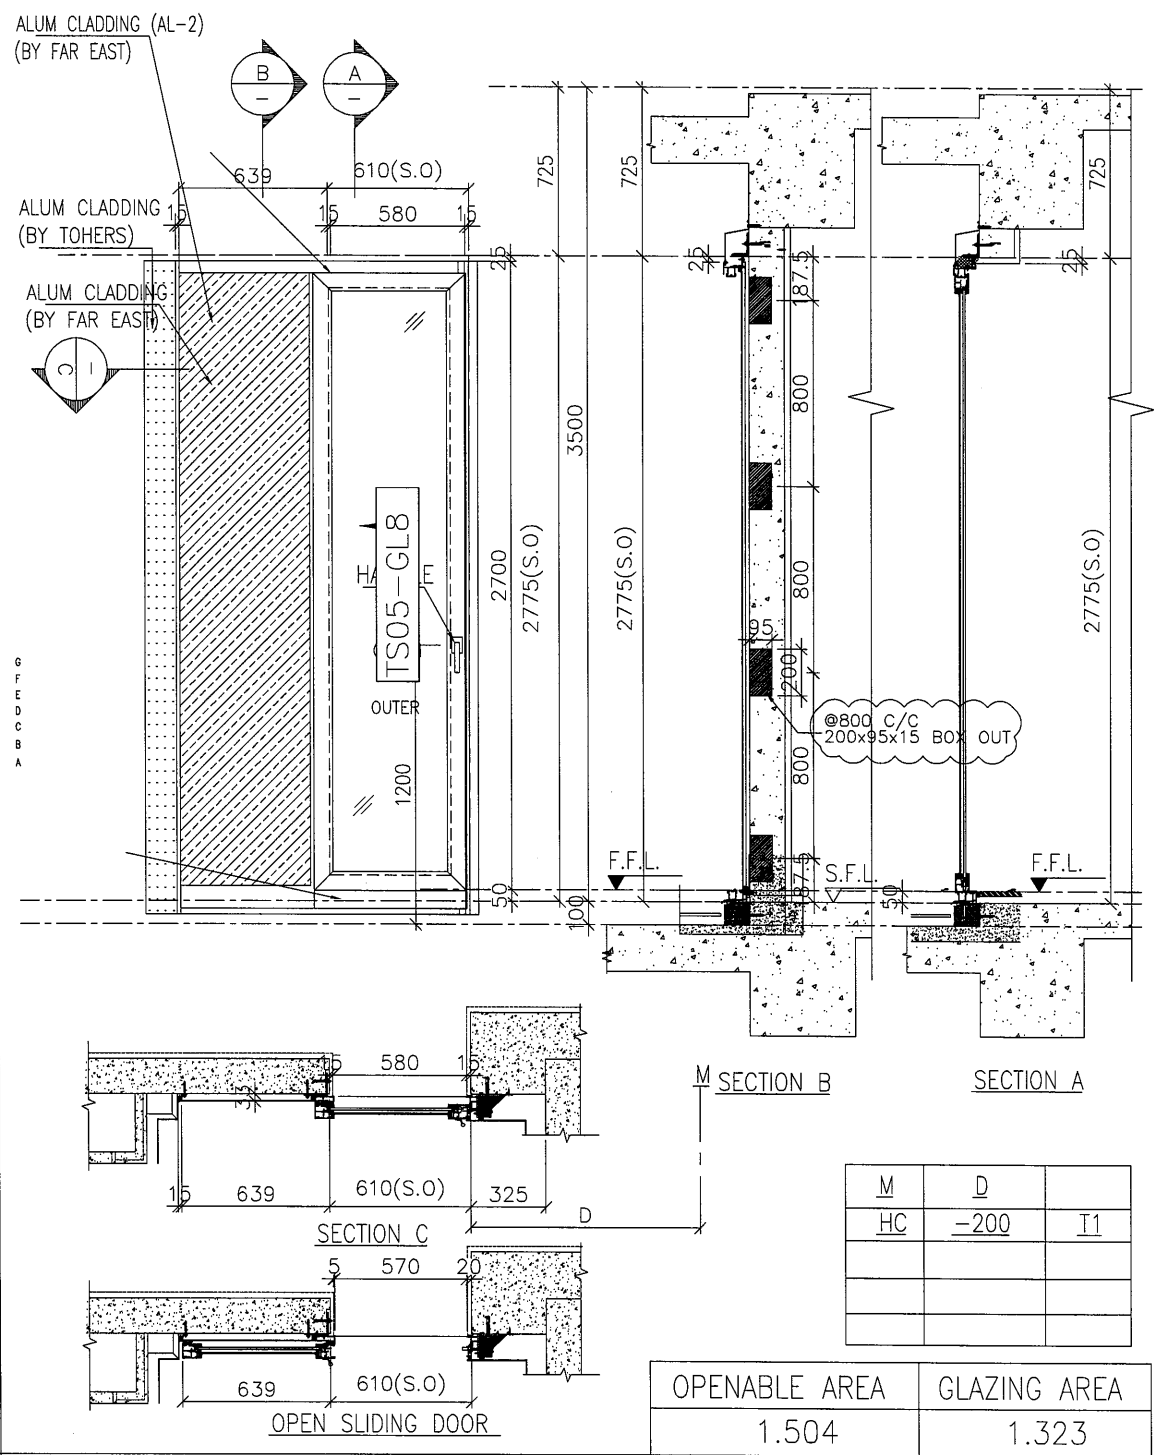 ALUM CLADDING (AL-2)
(BY FAR EAST)
B
–
A
–
639
610(S.O)
15
15
580
15
ALUM CLADDING
(BY TOHERS)
25
ALUM CLADDING
(BY FAR EAST)
C
–
725
725
725
25
187.5
25
3500
800
2700
2775(S.O)
2775(S.O)
800
2775(S.O)
TS05-GL8
OUTER
95
200
@800 C/C
200x95x15 BOX OUT
800
1200
G
F
E
D
C
B
A
F.F.L.
S.F.L.
F.F.L.
50
100
50
580
15
33
M
SECTION B
SECTION A
15
639
610(S.O)
325
D
SECTION C
5
570
20
639
610(S.O)
OPEN SLIDING DOOR
M D
HC -200 T1
OPENABLE AREA GLAZING AREA
1.504 1.323